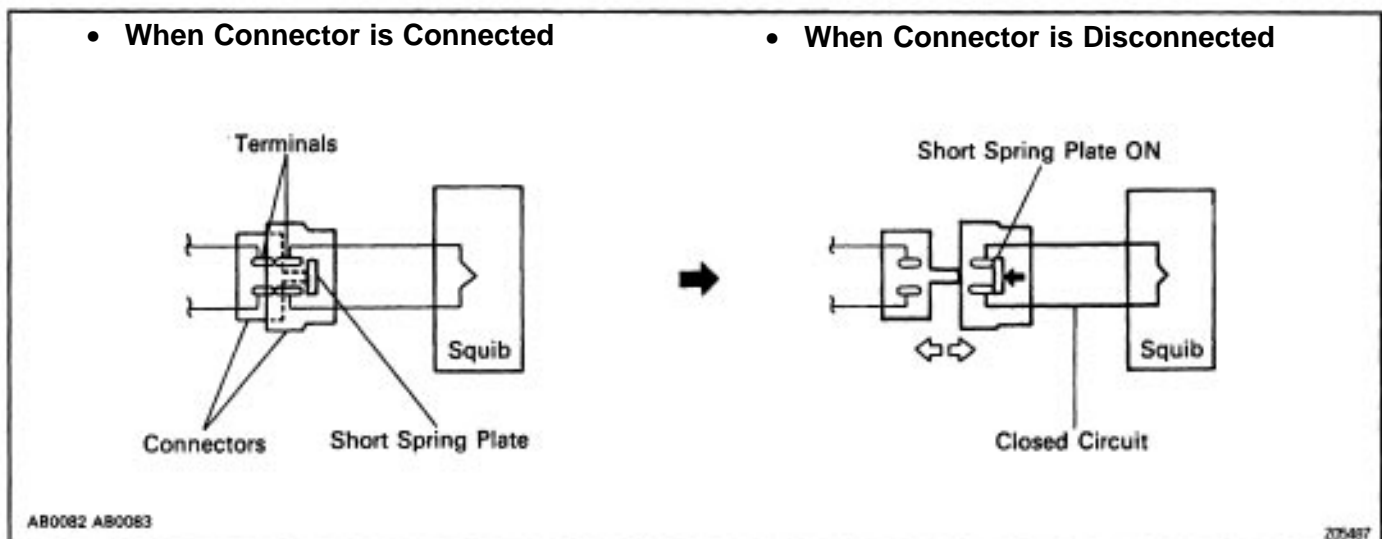 • When Connector is Connected
• When Connector is Disconnected
Terminals
Squib
Connectors
Short Spring Plate
Short Spring Plate ON
Squib
Closed Circuit
AB0082 AB0083
Z05487